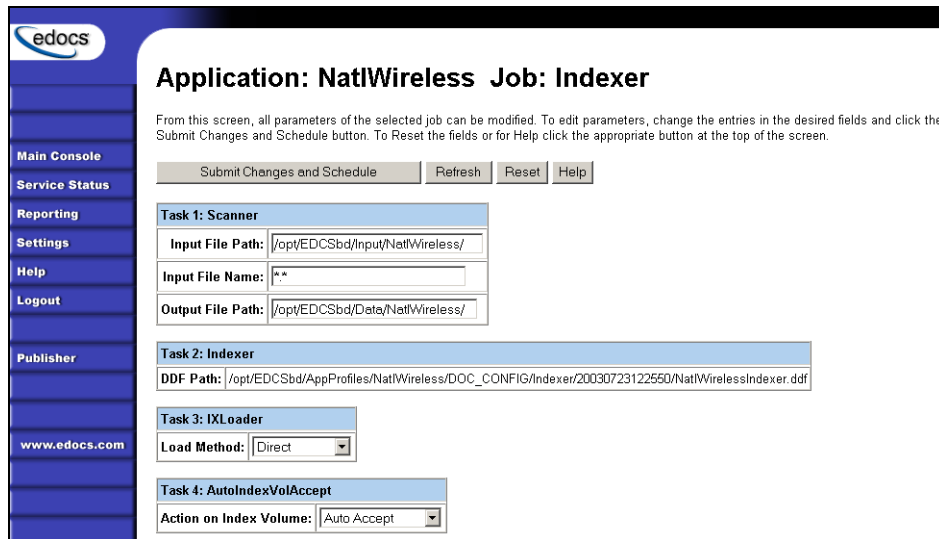 edocs
Application: NatlWireless Job: Indexer
From this screen, all parameters of the selected job can be modified. To edit parameters, change the entries in the desired fields and click the
Submit Changes and Schedule button. To Reset the fields or for Help click the appropriate button at the top of the screen.
Submit Changes and Schedule Refresh Reset Help
Main Console
Service Status
Reporting
Settings
Help
Logout
Publisher
www.edocs.com
Task 1: Scanner
Input File Path: /opt/EDCSbd/Input/NatlWireless/
Input File Name: *.*
Output File Path: /opt/EDCSbd/Data/NatlWireless/
Task 2: Indexer
DDF Path: /opt/EDCSbd/AppProfiles/NatlWireless/DOC_CONFIG/Indexer/20030723122550/NatlWirelessIndexer.ddf
Task 3: IXLoader
Load Method: Direct
Task 4: AutoIndexVolAccept
Action on Index Volume: Auto Accept